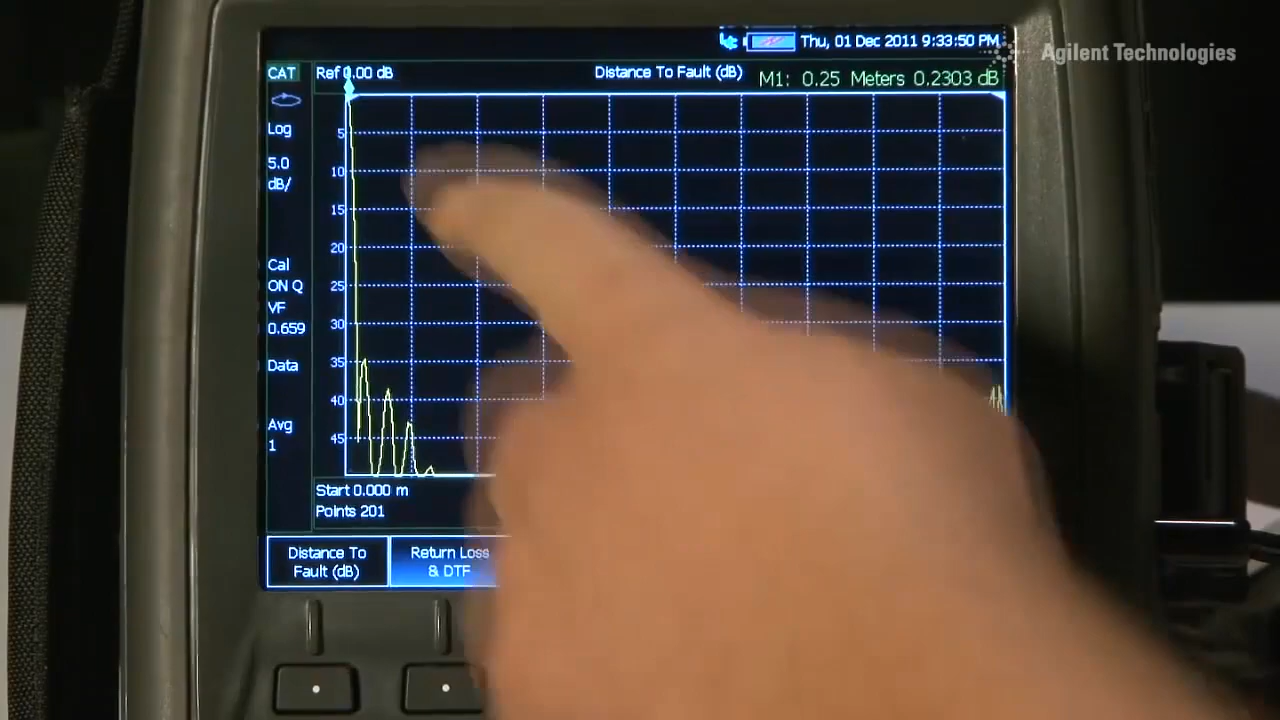 Thu, 01 Dec 2011 9:33:50 PM
Agilent Technologies
CAT
Ref 0.00 dB
Distance To Fault (dB)
M1: 0.25 Meters 0.2303 dB
Log
5.0
dB/
Cal
ON Q
VF
0.659
Data
Avg
1
5
10
15
20
25
30
35
40
45
Start 0.000 m
Points 201
Distance To
Fault (dB)
Return Loss
& DTF